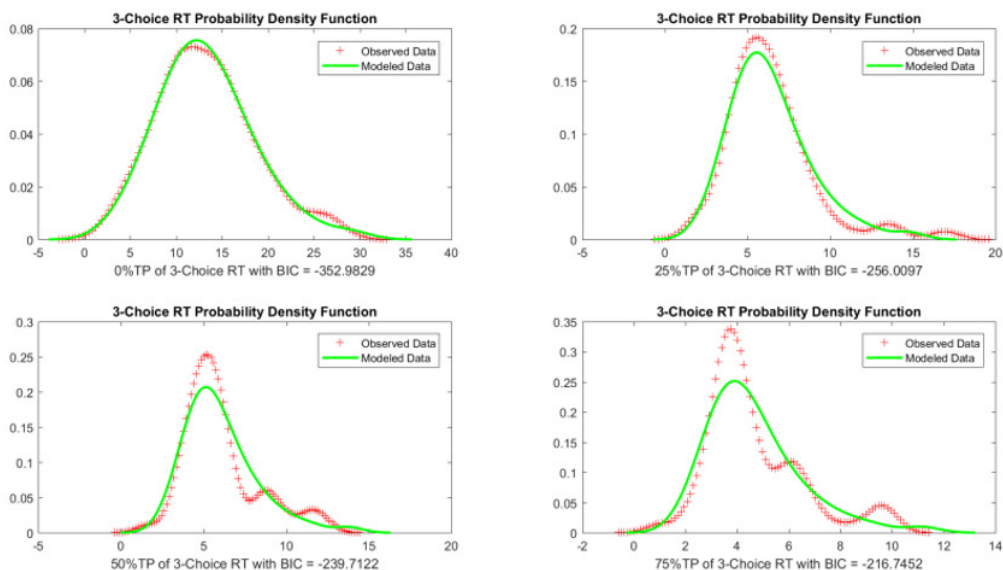 3-Choice RT Probability Density Function
0.08
0.06
0.04
0.02
0
-5 0 5 10 15 20 25 30 35 40
Observed Data
Modeled Data
0%TP of 3-Choice RT with BIC = -352.9829
3-Choice RT Probability Density Function
0.2
0.15
0.1
0.05
0
-5 0 5 10 15 20
Observed Data
Modeled Data
25%TP of 3-Choice RT with BIC = -256.0097
3-Choice RT Probability Density Function
0.3
0.25
0.2
0.15
0.1
0.05
0
-5 0 5 10 15 20
Observed Data
Modeled Data
50%TP of 3-Choice RT with BIC = -239.7122
3-Choice RT Probability Density Function
0.35
0.3
0.25
0.2
0.15
0.1
0.05
0
-2 0 2 4 6 8 10 12 14
Observed Data
Modeled Data
75%TP of 3-Choice RT with BIC = -216.7452